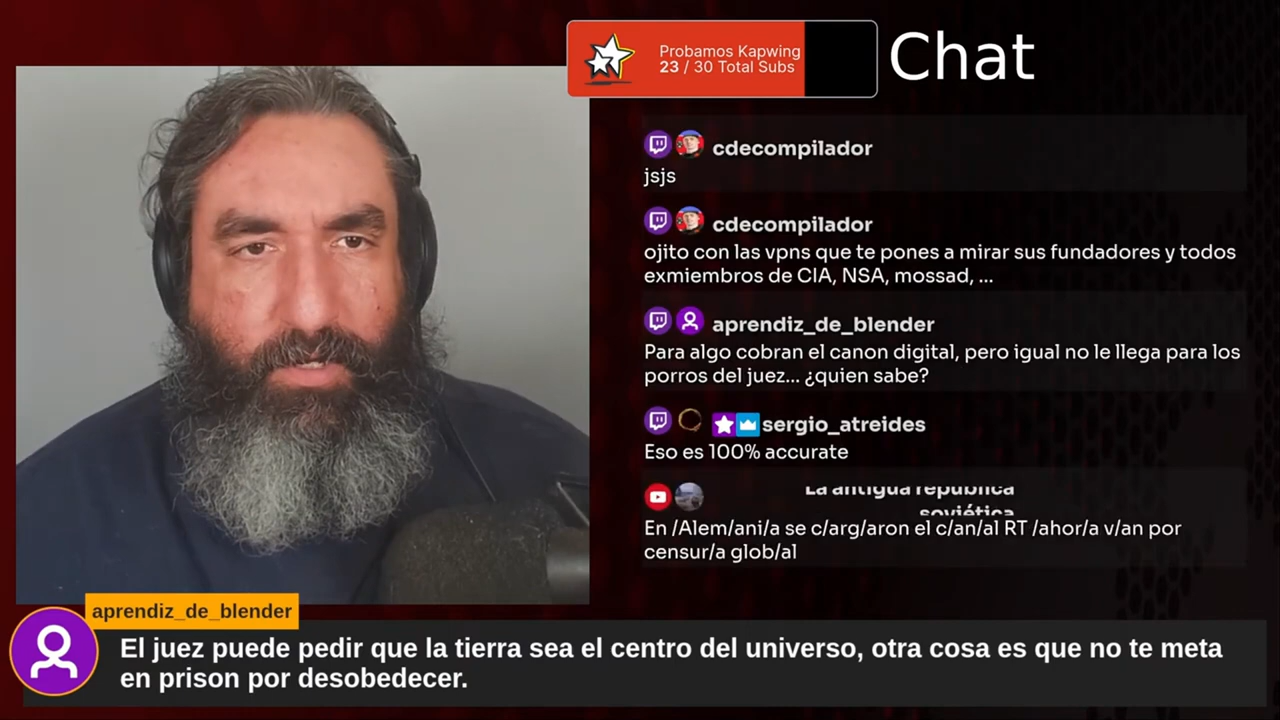 Probamos Kapwing
23 / 30 Total Subs
Chat
cdecompilador
jsjs
cdecompilador
ojito con las vpns que te pones a mirar sus fundadores y todos
exmiembros de CIA, NSA, mossad, ...
aprendiz_de_blender
Para algo cobran el canon digital, pero igual no le llega para los
porros del juez... ¿quien sabe?
sergio_atreides
Eso es 100% accurate
La antigua republica
soviética
En /Alem/ani/a se c/arg/aron el c/an/al RT /ahor/a v/an por
censur/a glob/al
aprendiz_de_blender
El juez puede pedir que la tierra sea el centro del universo, otra cosa es que no te meta
en prison por desobedecer.